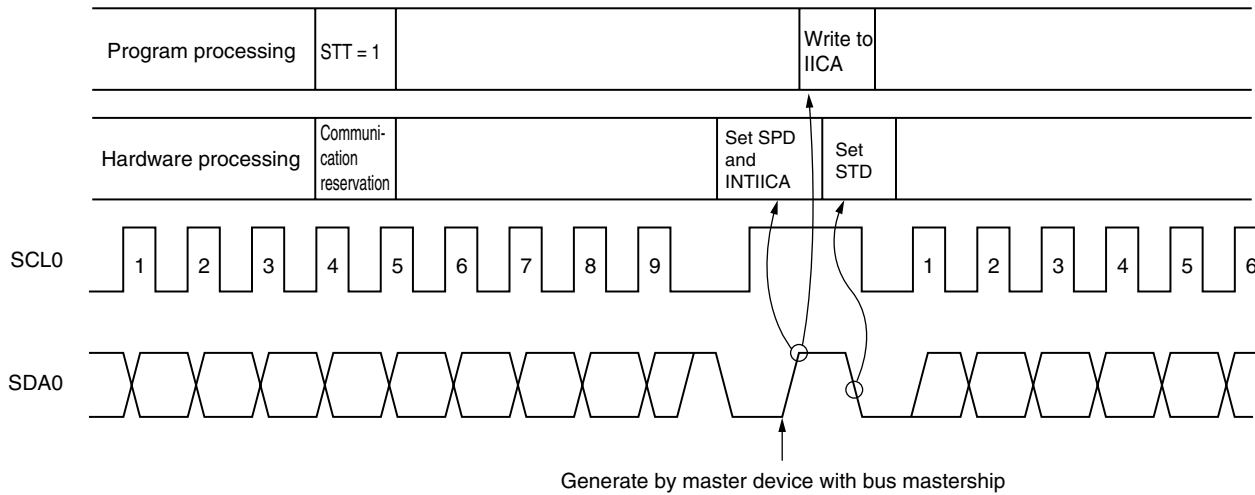 Program processing
STT = 1
Write to
IICA
Hardware processing
Communi-
cation
reservation
Set SPD
and
INTIICA
Set
STD
SCL0
1 2 3 4 5 6 7 8 9 1 2 3 4 5 6
SDA0
Generate by master device with bus mastership